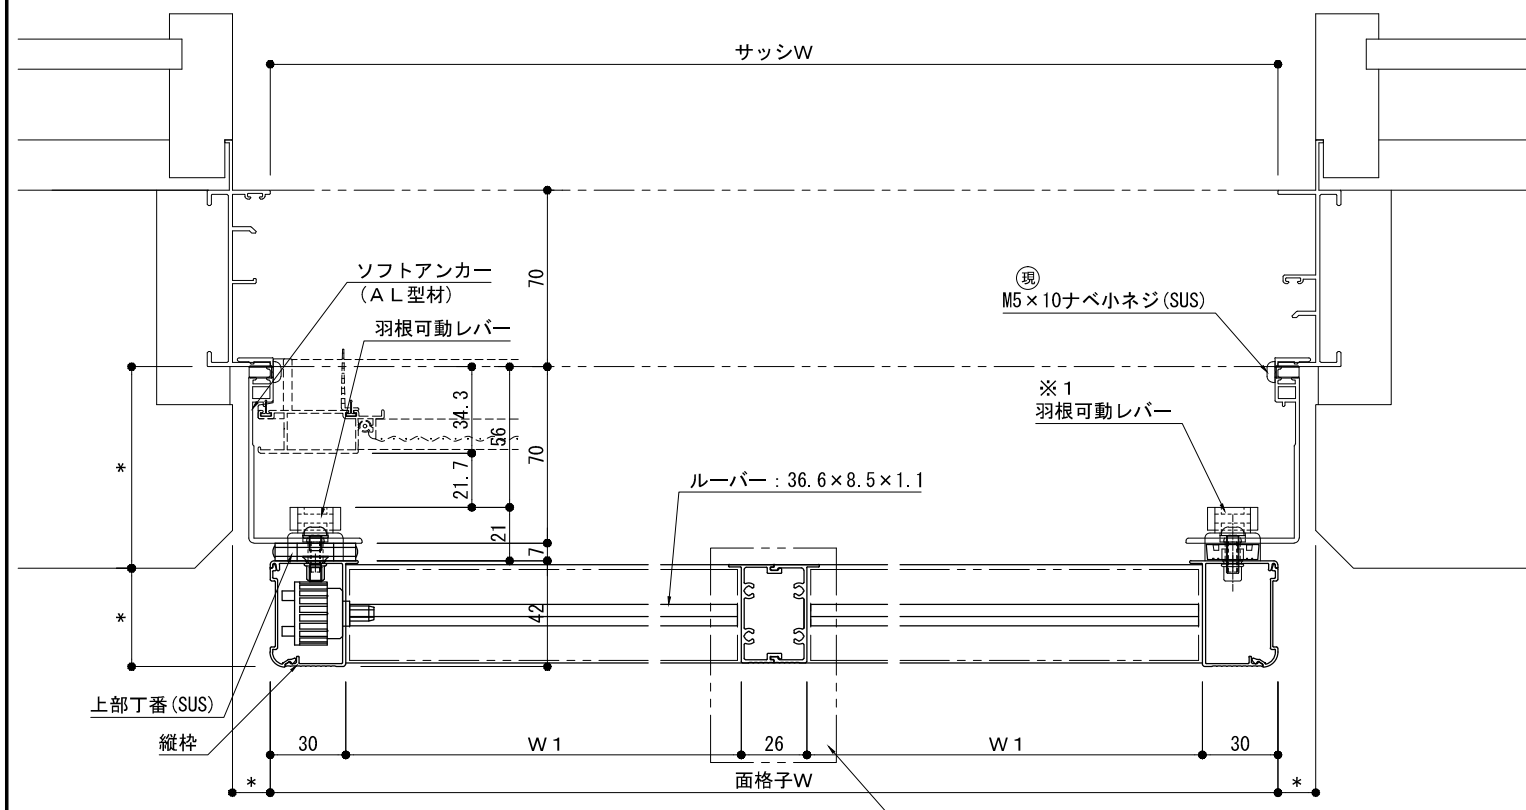 サッシW
ソフトアンカー
(AL型材)
羽根可動レバー
70
現
M5×10ナベ小ネジ(SUS)
※1
羽根可動レバー
34.3
56
70
21.7
21
7
42
*
*
ルーバー：36.6×8.5×1.1
上部丁番(SUS)
縦枠
30
W1
26
W1
30
*
面格子W
*